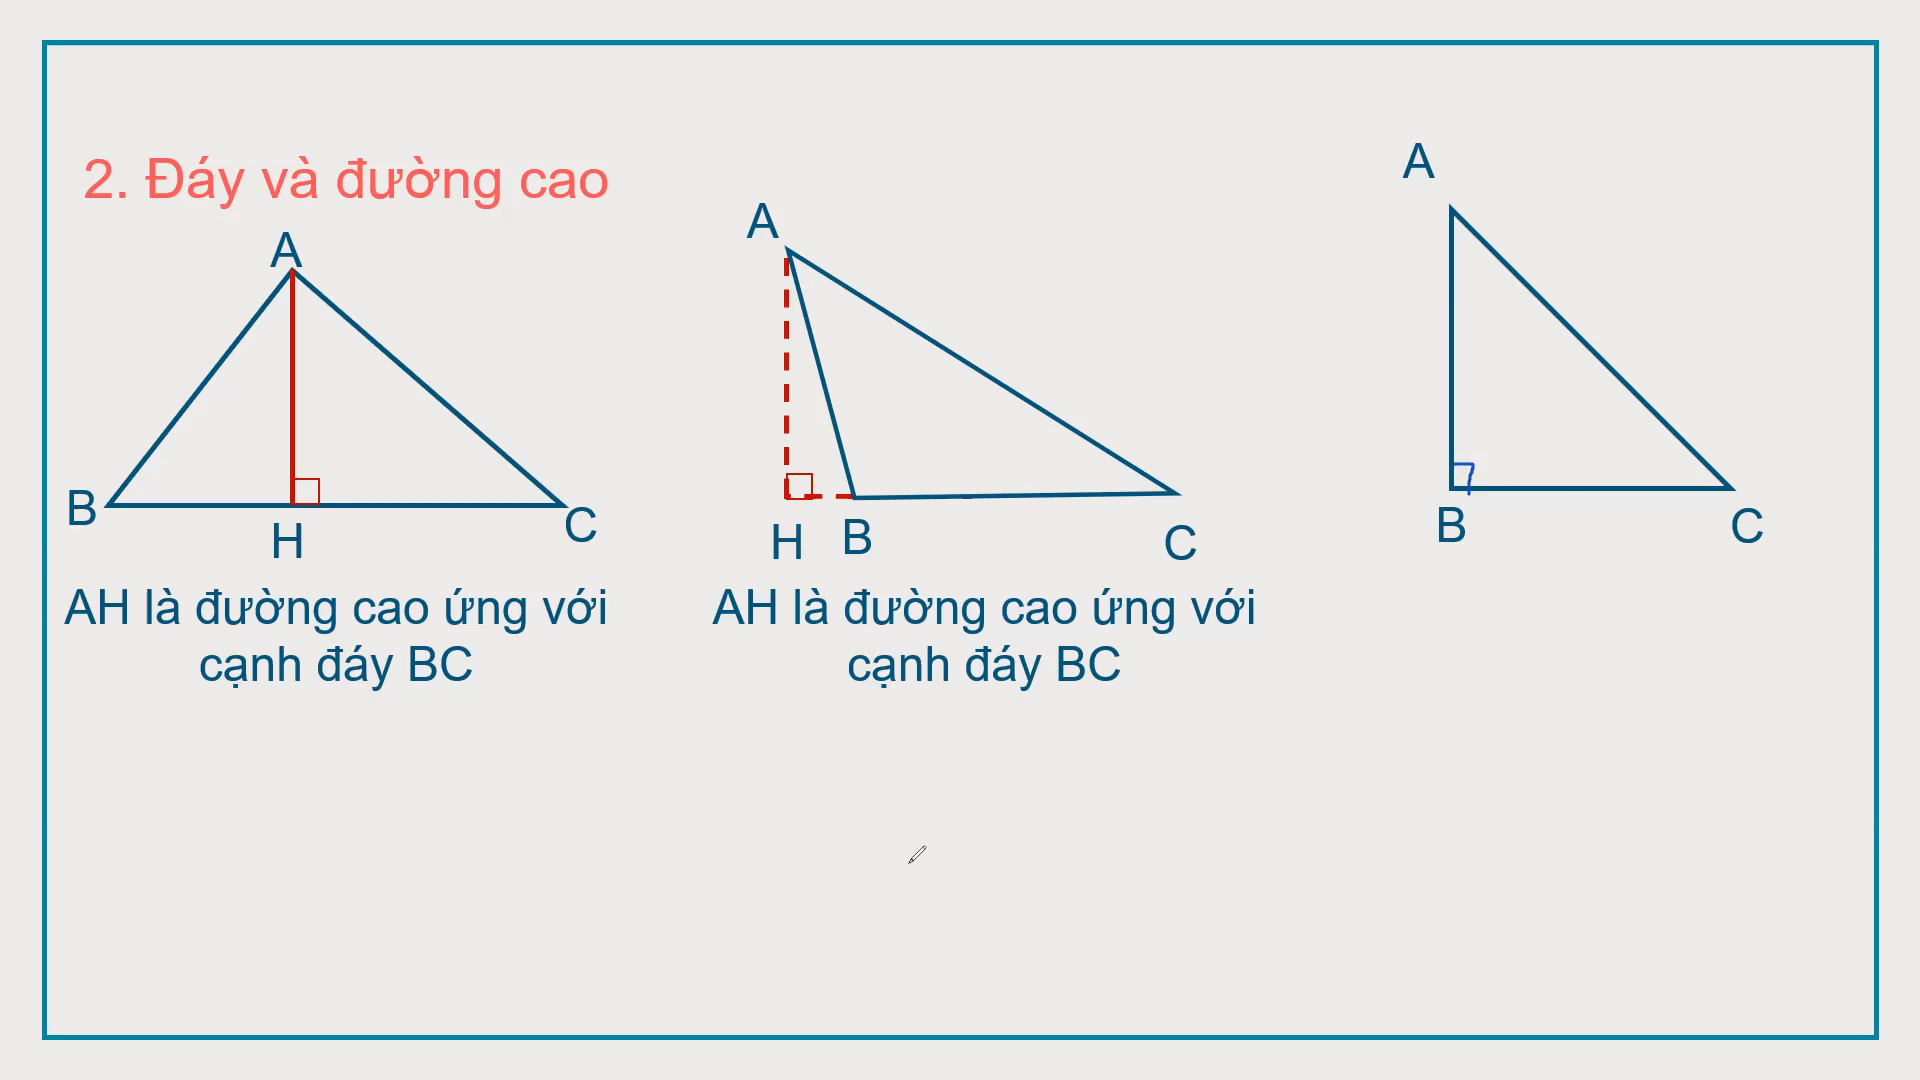 2. Đáy và đường cao
A
B
H
C
AH là đường cao ứng với
cạnh đáy BC
A
H
B
C
AH là đường cao ứng với
cạnh đáy BC
A
B
C